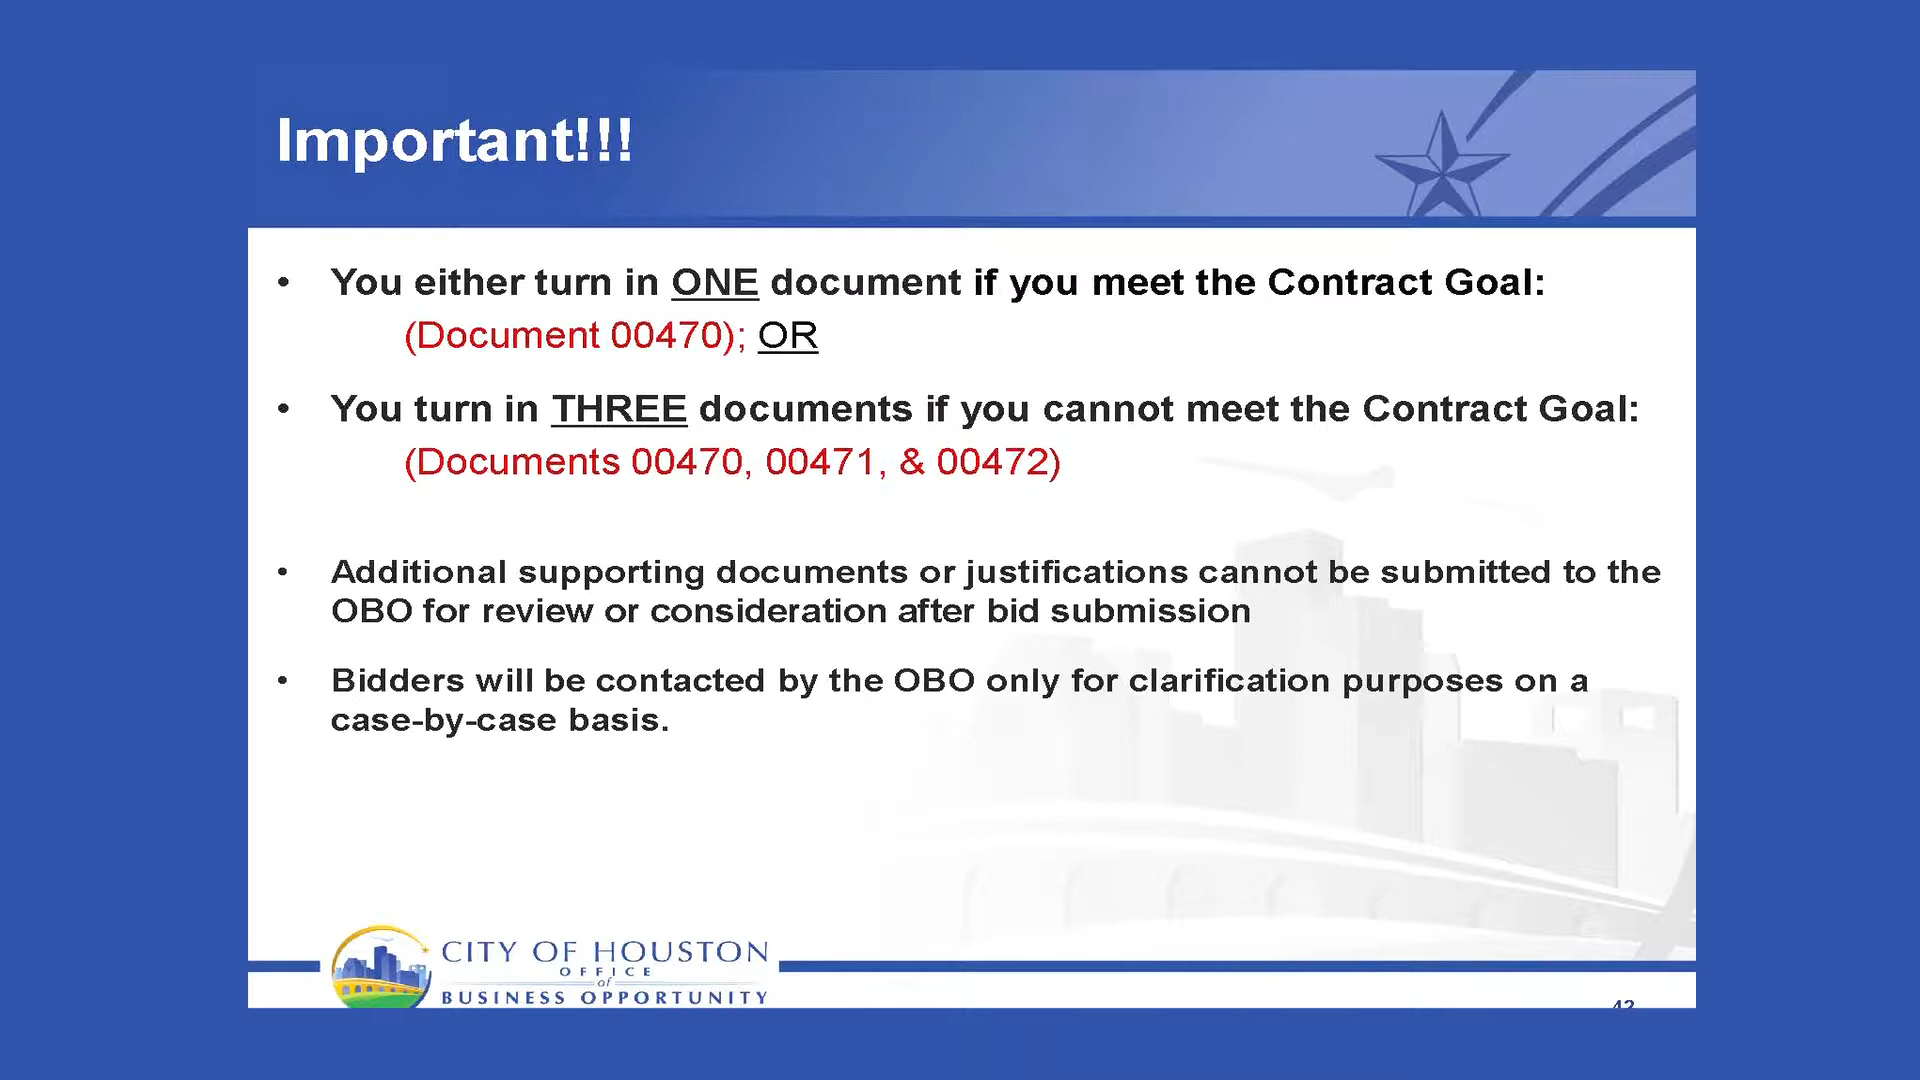 Important!!!
• You either turn in ONE document if you meet the Contract Goal:
(Document 00470); OR
• You turn in THREE documents if you cannot meet the Contract Goal:
(Documents 00470, 00471, & 00472)
• Additional supporting documents or justifications cannot be submitted to the
OBO for review or consideration after bid submission
• Bidders will be contacted by the OBO only for clarification purposes on a
case-by-case basis.
CITY OF HOUSTON
OFFICE
of
BUSINESS OPPORTUNITY